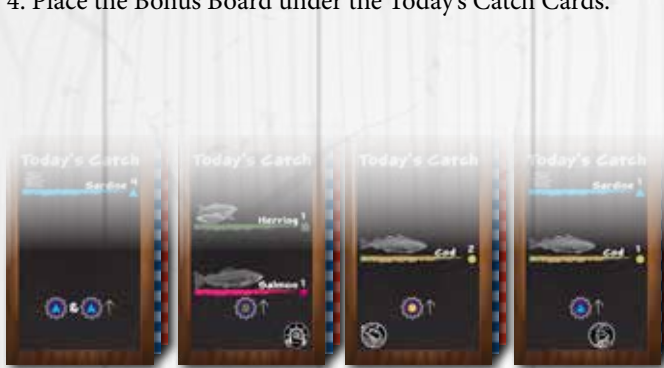 4. Place the Bonus Board under the Today's Catch Cards.
Today's Catch
Sardine 4
Today's Catch
Herring 1
Salmon 1
&
Today's Catch
Cod 2
Today's Catch
Sardine 1
Cod 1